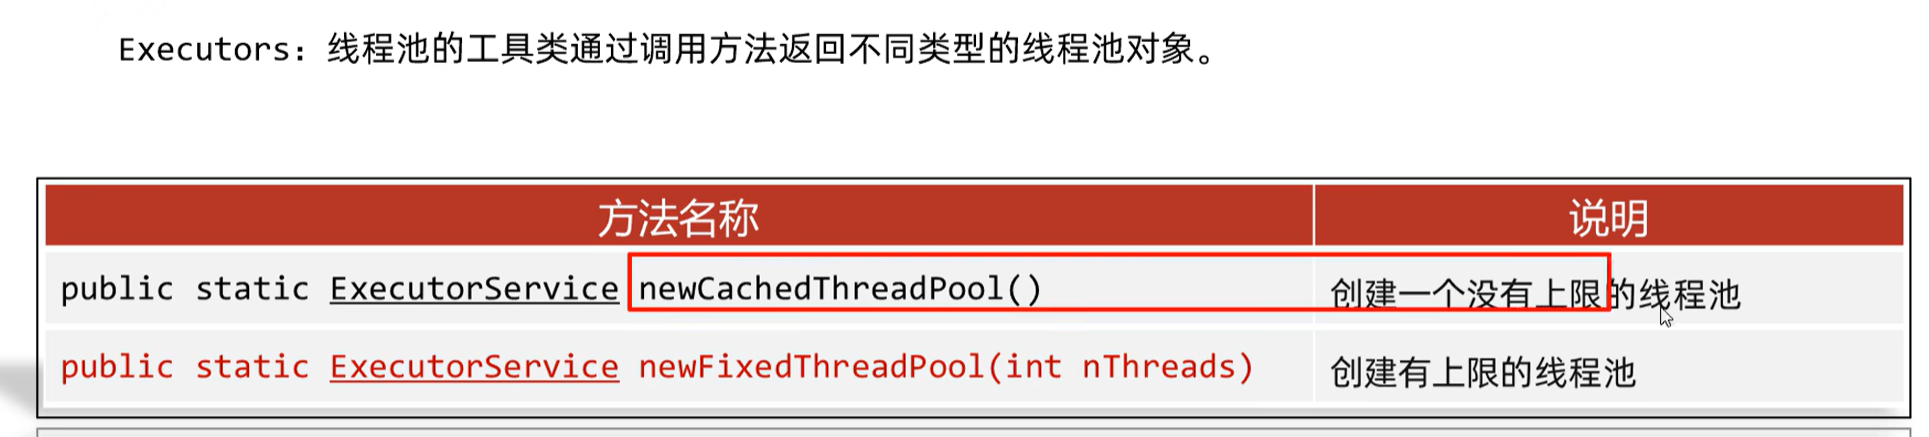 Executors：线程池的工具类通过调用方法返回不同类型的线程池对象。
方法名称 说明
public static ExecutorService newCachedThreadPool() 创建一个没有上限的线程池
public static ExecutorService newFixedThreadPool(int nThreads) 创建有上限的线程池